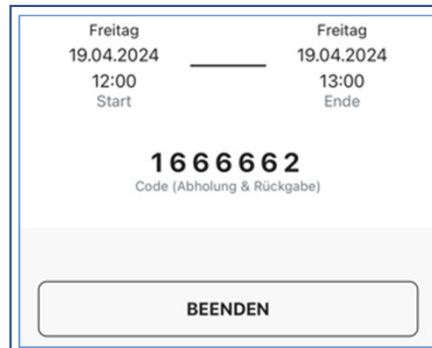 Freitag Freitag
19.04.2024 19.04.2024
12:00 13:00
Start Ende
1666662
Code (Abholung & Rückgabe)
BEENDEN